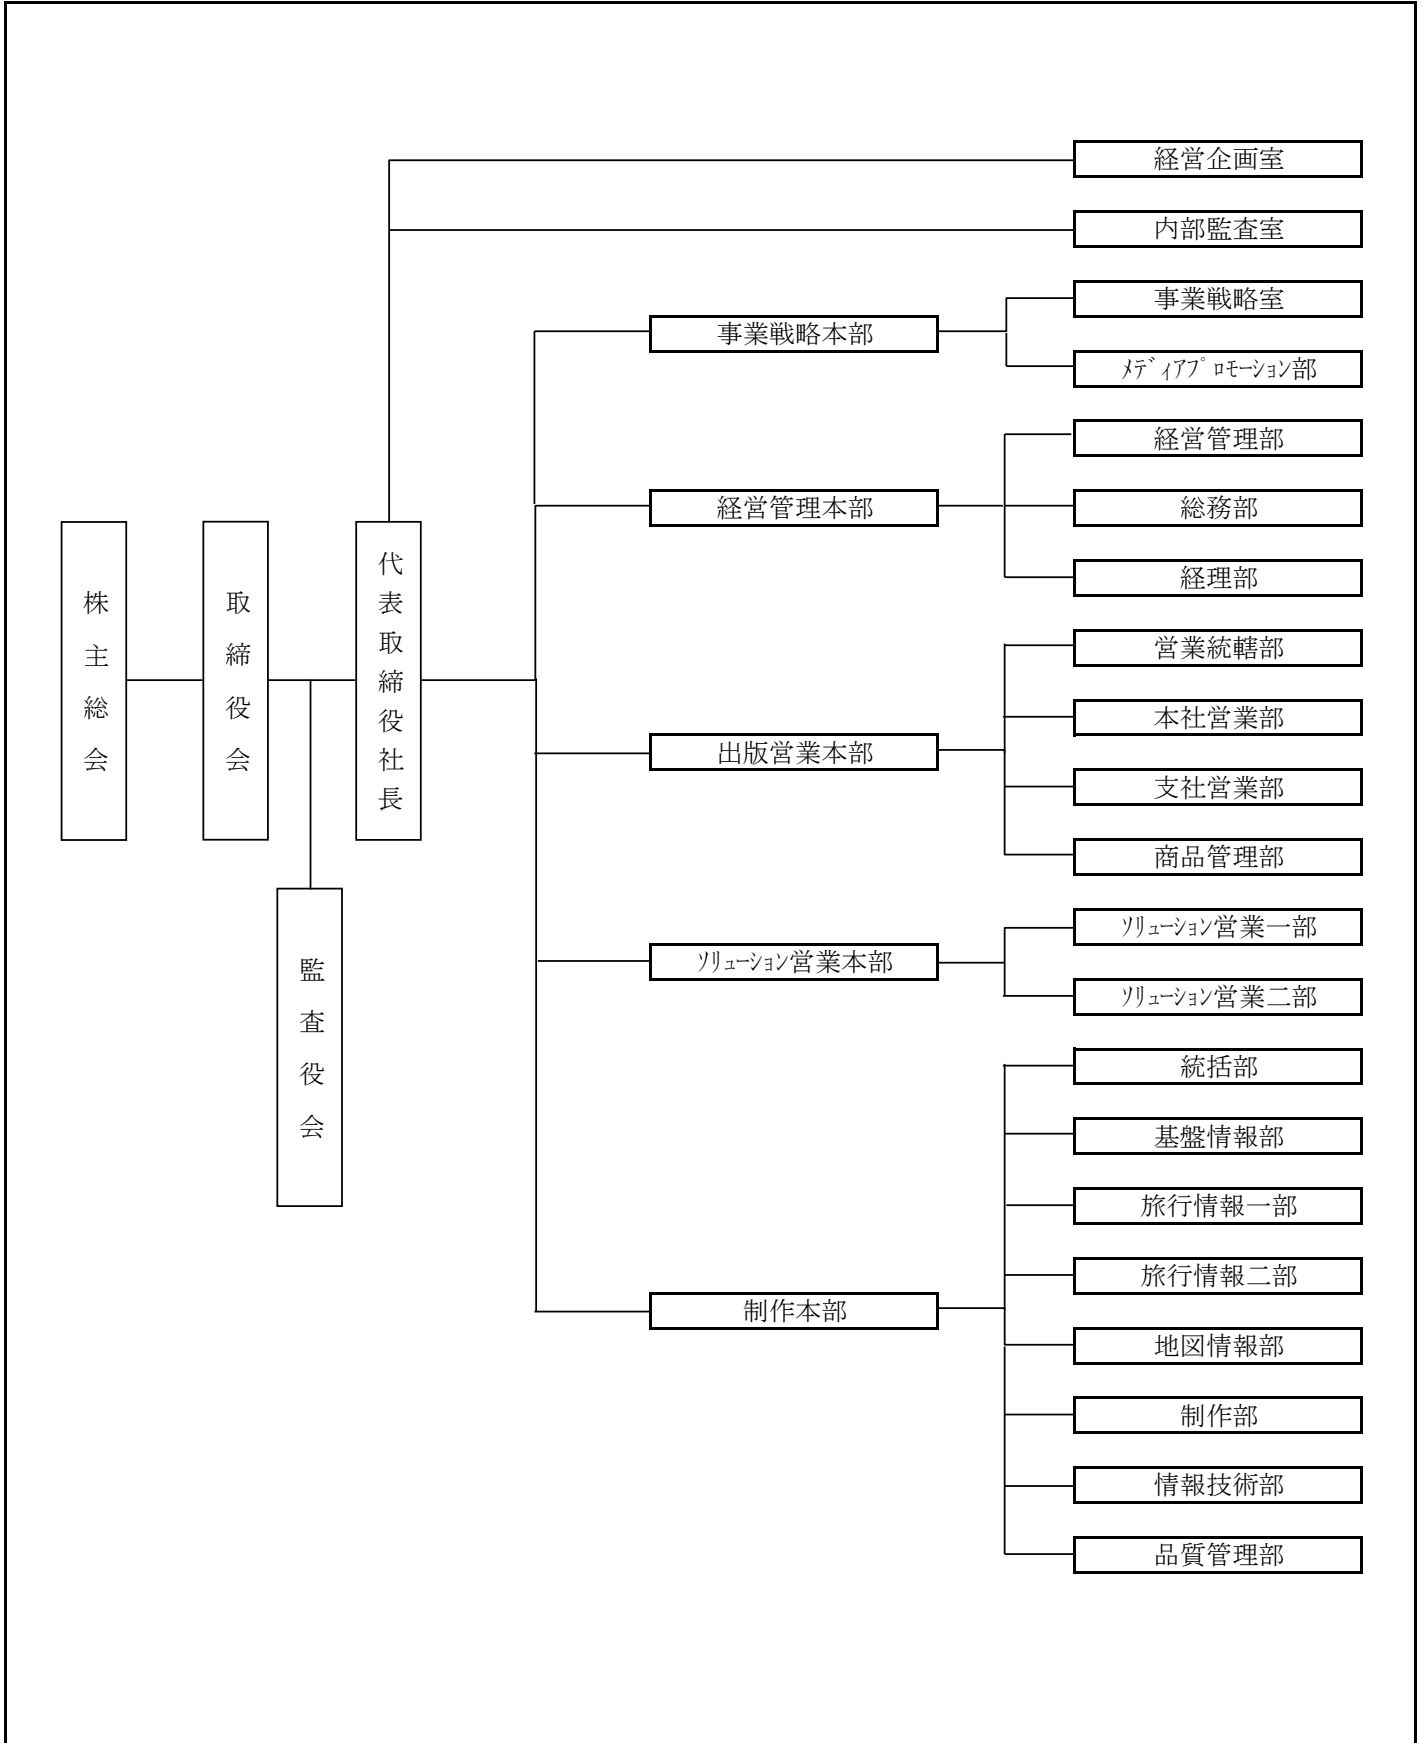 経営企画室
内部監査室
事業戦略室
事業戦略本部
ﾒﾃﾞｨｱﾌﾟﾛﾓｰｼｮﾝ部
経営管理部
経営管理本部
総務部
経理部
株主総会
取締役会
代表取締役社長
監査役会
営業統轄部
本社営業部
出版営業本部
支社営業部
商品管理部
ｿﾘｭｰｼｮﾝ営業一部
ｿﾘｭｰｼｮﾝ営業本部
ｿﾘｭｰｼｮﾝ営業二部
統括部
基盤情報部
旅行情報一部
旅行情報二部
制作本部
地図情報部
制作部
情報技術部
品質管理部